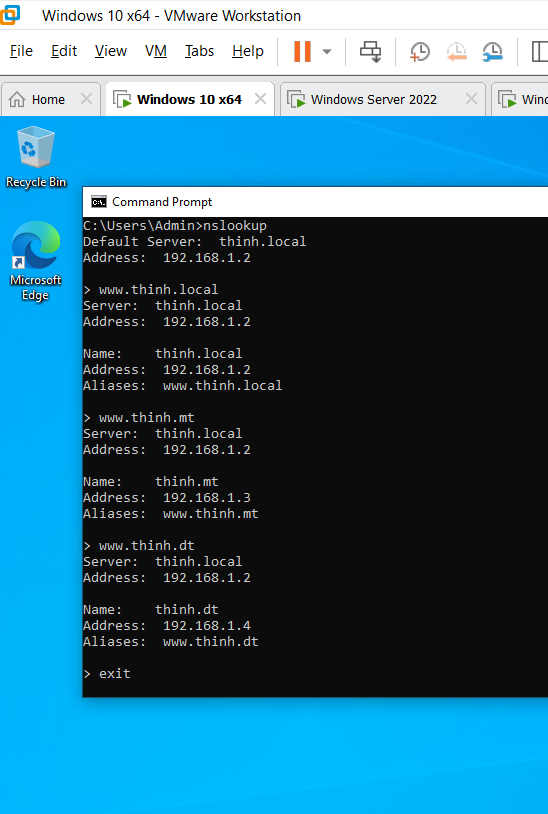 Windows 10 x64 - VMware Workstation
File Edit View VM Tabs Help
Home Windows 10 x64 Windows Server 2022 Wind
Recycle Bin
Microsoft
Edge
Command Prompt
C:\Users\Admin>nslookup
Default Server:  thinh.local
Address:  192.168.1.2
> www.thinh.local
Server:  thinh.local
Address:  192.168.1.2
Name:    thinh.local
Address:  192.168.1.2
Aliases:  www.thinh.local
> www.thinh.mt
Server:  thinh.local
Address:  192.168.1.2
Name:    thinh.mt
Address:  192.168.1.3
Aliases:  www.thinh.mt
> www.thinh.dt
Server:  thinh.local
Address:  192.168.1.2
Name:    thinh.dt
Address:  192.168.1.4
Aliases:  www.thinh.dt
> exit